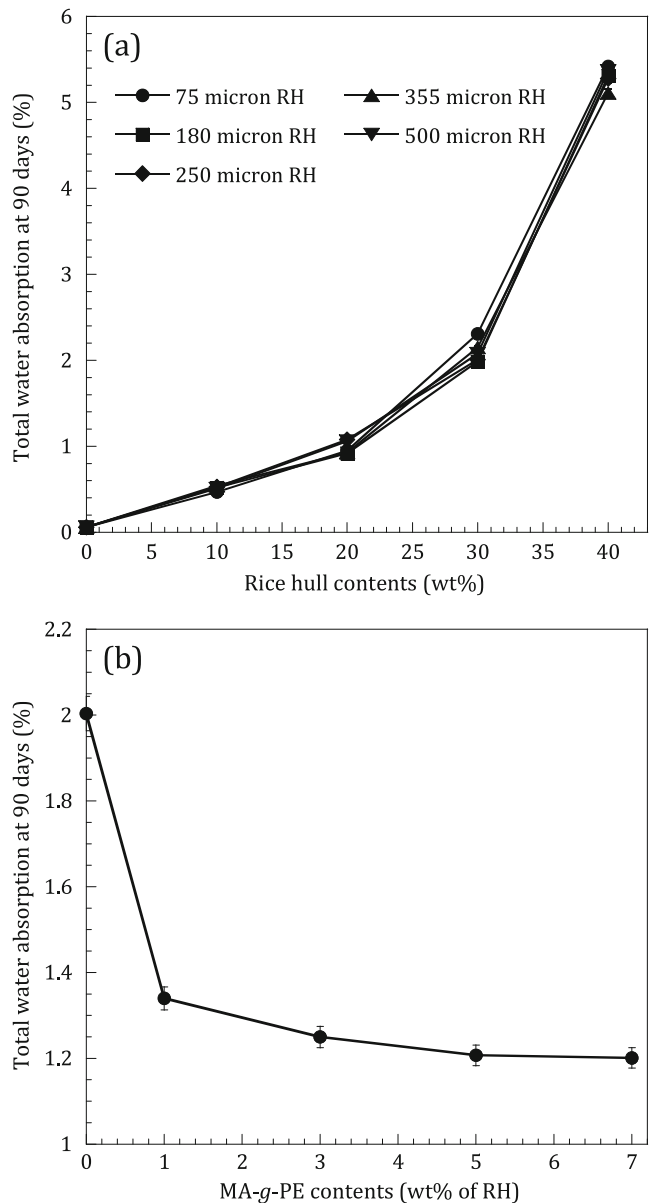 (a)
75 micron RH
355 micron RH
180 micron RH
500 micron RH
250 micron RH
Total water absorption at 90 days (%)
6
5
4
3
2
1
0
0 5 10 15 20 25 30 35 40
Rice hull contents (wt%)
(b)
Total water absorption at 90 days (%)
2.2
2
1.8
1.6
1.4
1.2
1
0 1 2 3 4 5 6 7
MA-g-PE contents (wt% of RH)